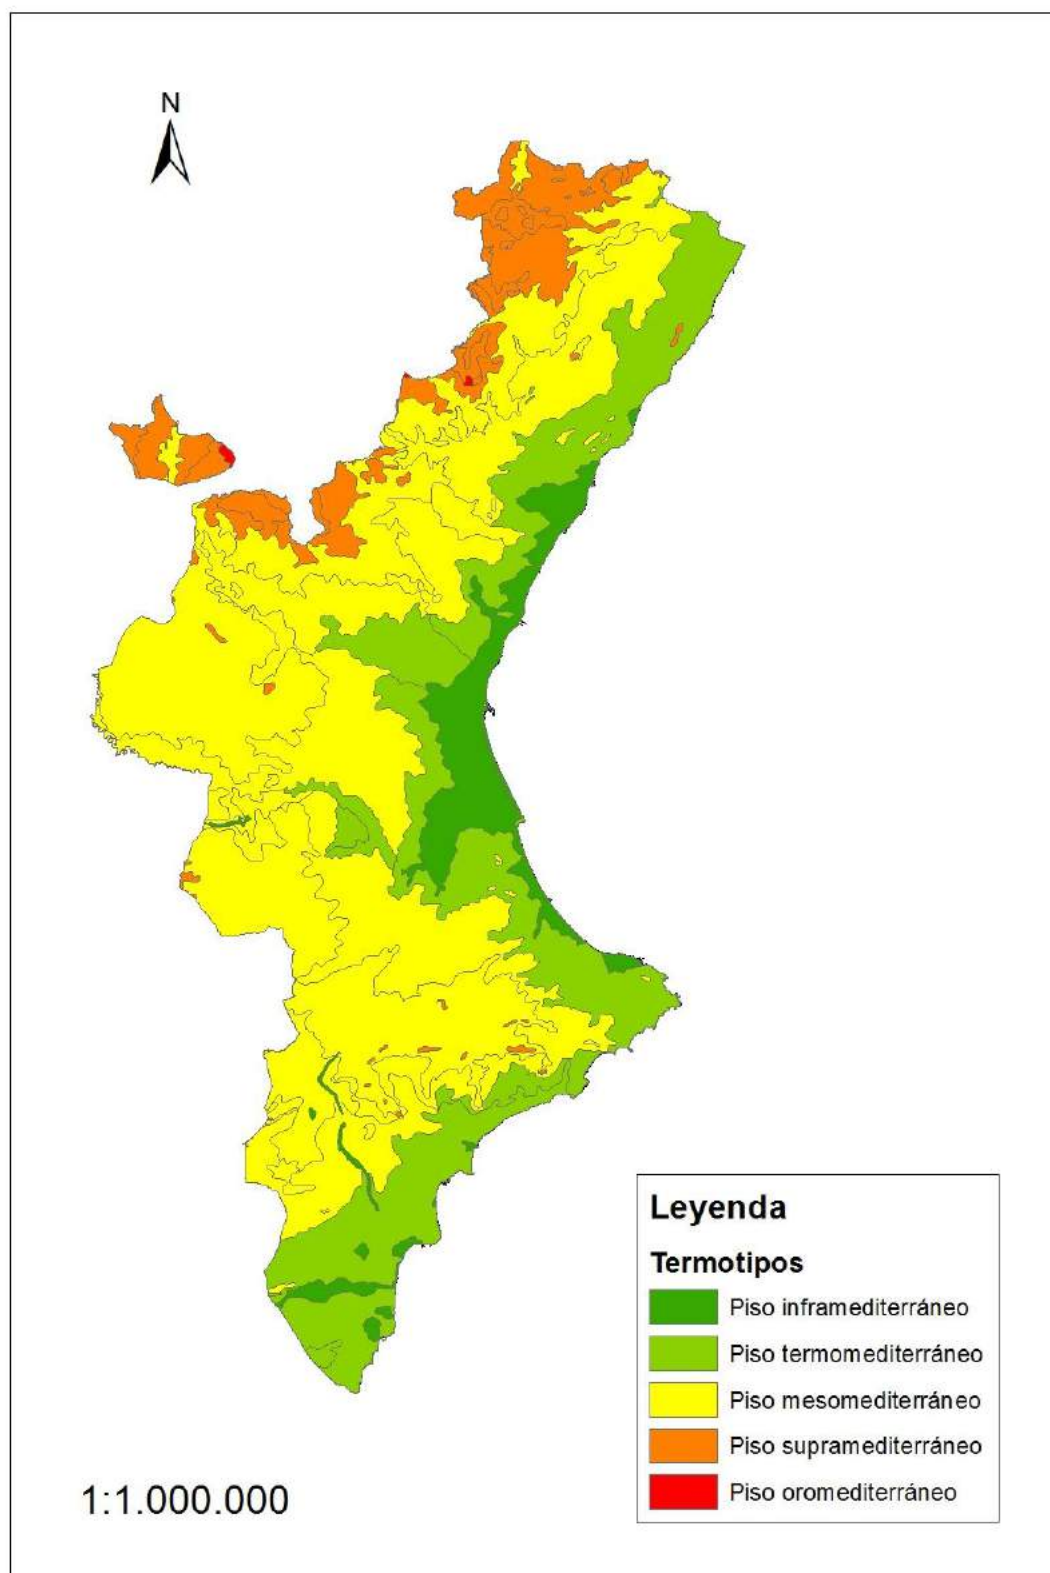 N
Leyenda
Termotipos
Piso inframediterráneo
Piso termomediterráneo
Piso mesomediterráneo
Piso supramediterráneo
Piso oromediterráneo
1:1.000.000